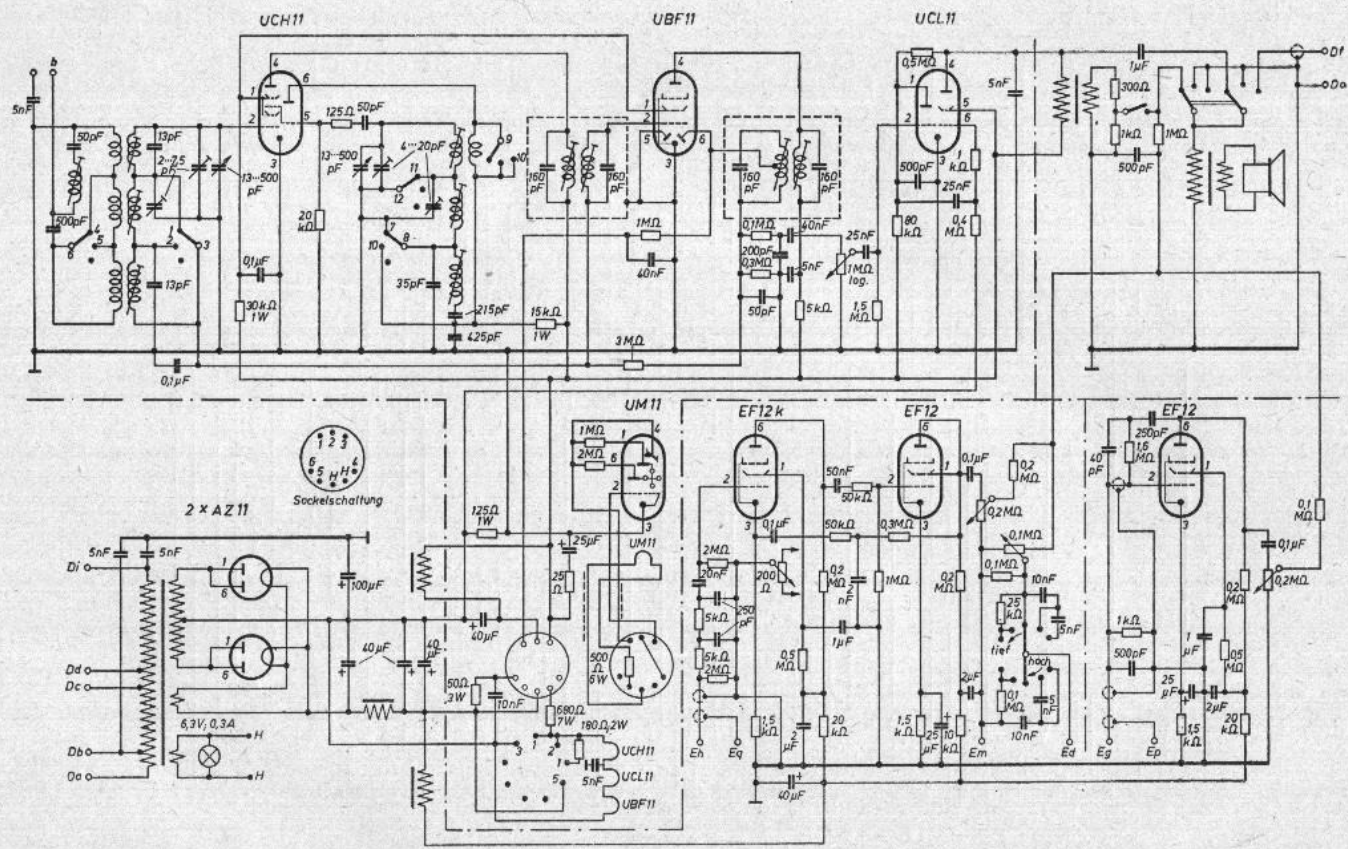 UCH11
UBF11
UCL11
b
5nF
50pF
500pF
13pF
2...7,5 pF
13...500 pF
13pF
0,1µF
30kΩ 1W
0,1µF
20 kΩ
125Ω
50pF
13...500 pF
4...20pF
35pF
215pF
425pF
15kΩ 1W
160 pF
160 pF
1MΩ
40nF
3MΩ
160 pF
160 pF
0,1MΩ
40nF
200pF
0,3MΩ
5nF
50pF
1MΩ log.
25nF
5kΩ
1,5 MΩ
0,5MΩ
500pF
80 kΩ
1 kΩ
25nF
0,4 MΩ
5nF
1µF
300Ω
1kΩ
1MΩ
500pF
Df
Do
2 × AZ11
Sockelschaltung
1
2
3
4
5
6
H
H
5nF
5nF
Di
Dd
Dc
Db
Da
6,3V; 0,3A
H
H
100µF
40µF
40 µF
UM11
1MΩ
2MΩ
125Ω 1W
25µF
25 Ω
40µF
UM11
500 Ω 6W
50Ω 3W
10nF
680Ω 7W
180Ω,2W
5nF
UCH11
UCL11
UBF11
EF12k
EF12
EF12
2MΩ
20nF
250 pF
5kΩ
5kΩ
2MΩ
Eh
Eq
200 Ω
0,1µF
50nF
50kΩ
50kΩ
0,3MΩ
0,2 MΩ
2 nF
1MΩ
1µF
0,5 MΩ
1,5 kΩ
2 µF
20 kΩ
40µF
1,5 kΩ
25 µF
10 kΩ
2µF
0,2 MΩ
0,1µF
0,2 MΩ
0,2MΩ
0,1MΩ
0,1MΩ
10nF
25 kΩ
5nF
tief
hoch
0,1 MΩ
5 nF
10nF
Em
Ed
250pF
40 pF
1,6 MΩ
1kΩ
500pF
Eg
Ep
25 µF
1 µF
2µF
1,5 kΩ
0,5 MΩ
20 kΩ
0,2 MΩ
0,1µF
0,2MΩ
0,1 MΩ